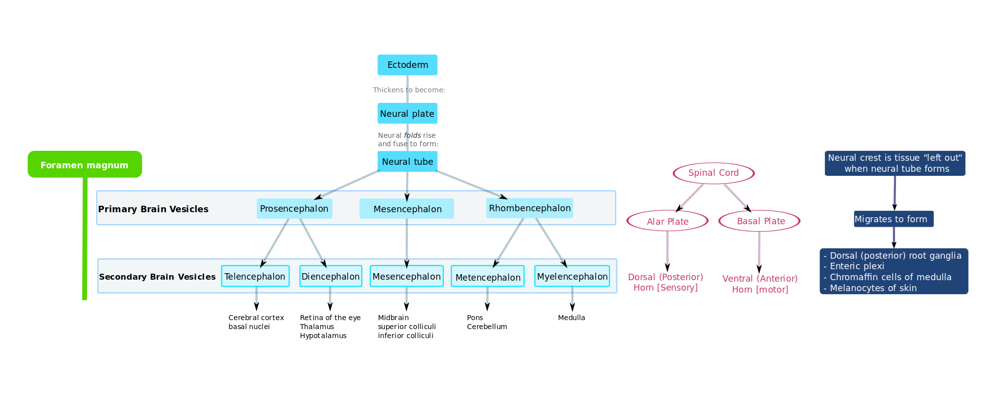 Ectoderm
Thickens to become:
Neural plate
Neural folds rise
and fuse to form:
Neural tube
Foramen magnum
Primary Brain Vesicles
Prosencephalon
Mesencephalon
Rhombencephalon
Secondary Brain Vesicles
Telencephalon
Diencephalon
Mesencephalon
Metencephalon
Myelencephalon
Cerebral cortex
basal nuclei
Retina of the eye
Thalamus
Hypotalamus
Midbrain
superior colliculi
inferior colliculi
Pons
Cerebellum
Medulla
Spinal Cord
Alar Plate
Basal Plate
Dorsal (Posterior)
Horn [Sensory]
Ventral (Anterior)
Horn [motor]
Neural crest is tissue "left out"
when neural tube forms
Migrates to form
- Dorsal (posterior) root ganglia
- Enteric plexi
- Chromaffin cells of medulla
- Melanocytes of skin